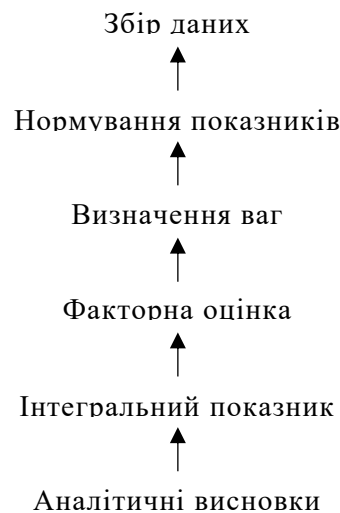 Збір даних
Нормування показників
Визначення ваг
Факторна оцінка
Інтегральний показник
Аналітичні висновки